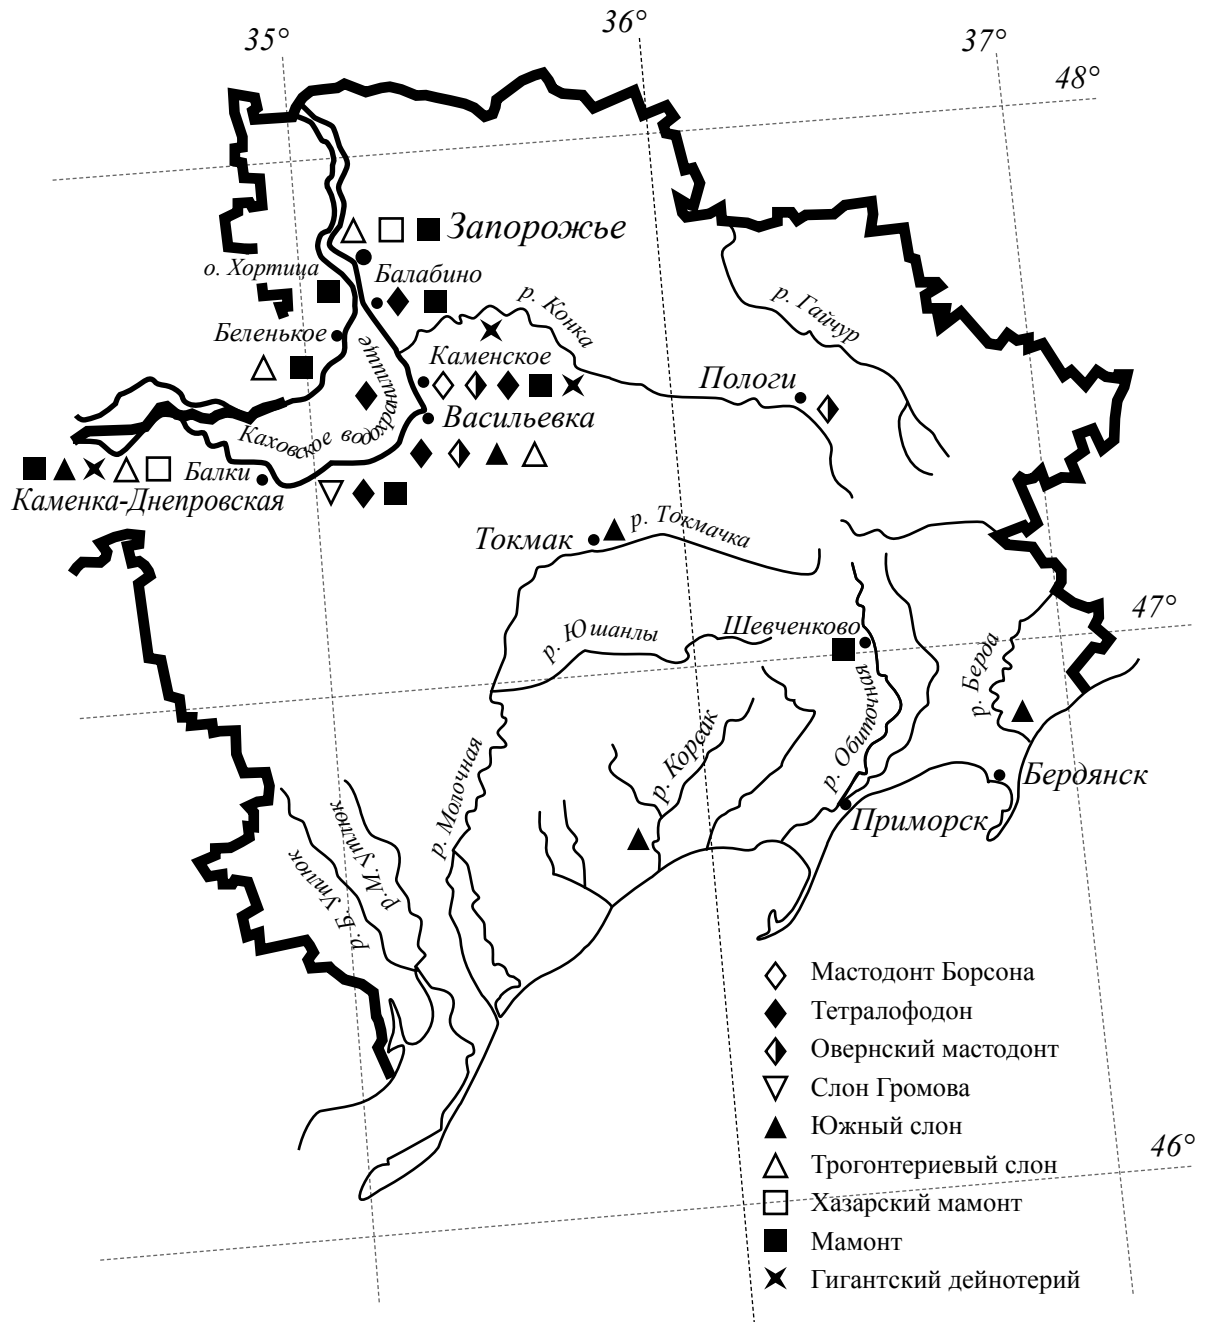 35°
36°
37°
48°
Запорожье
о. Хортица
Балабино
р. Конка
р. Гайчур
Беленькое
Каменское
Пологи
Каховское водохранилище
Васильевка
Балки
Каменка-Днепровская
Токмак
р. Токмачка
47°
р. Юшанлы
Шевченково
р. Берда
р. Обиточная
р. Корсак
р. Молочная
Бердянск
Приморск
р.М. Утлюк
р. Б. Утлюк
Мастодонт Борсона
Тетралофодон
Овернский мастодонт
Слон Громова
Южный слон
46°
Трогонтериевый слон
Хазарский мамонт
Мамонт
Гигантский дейнотерий